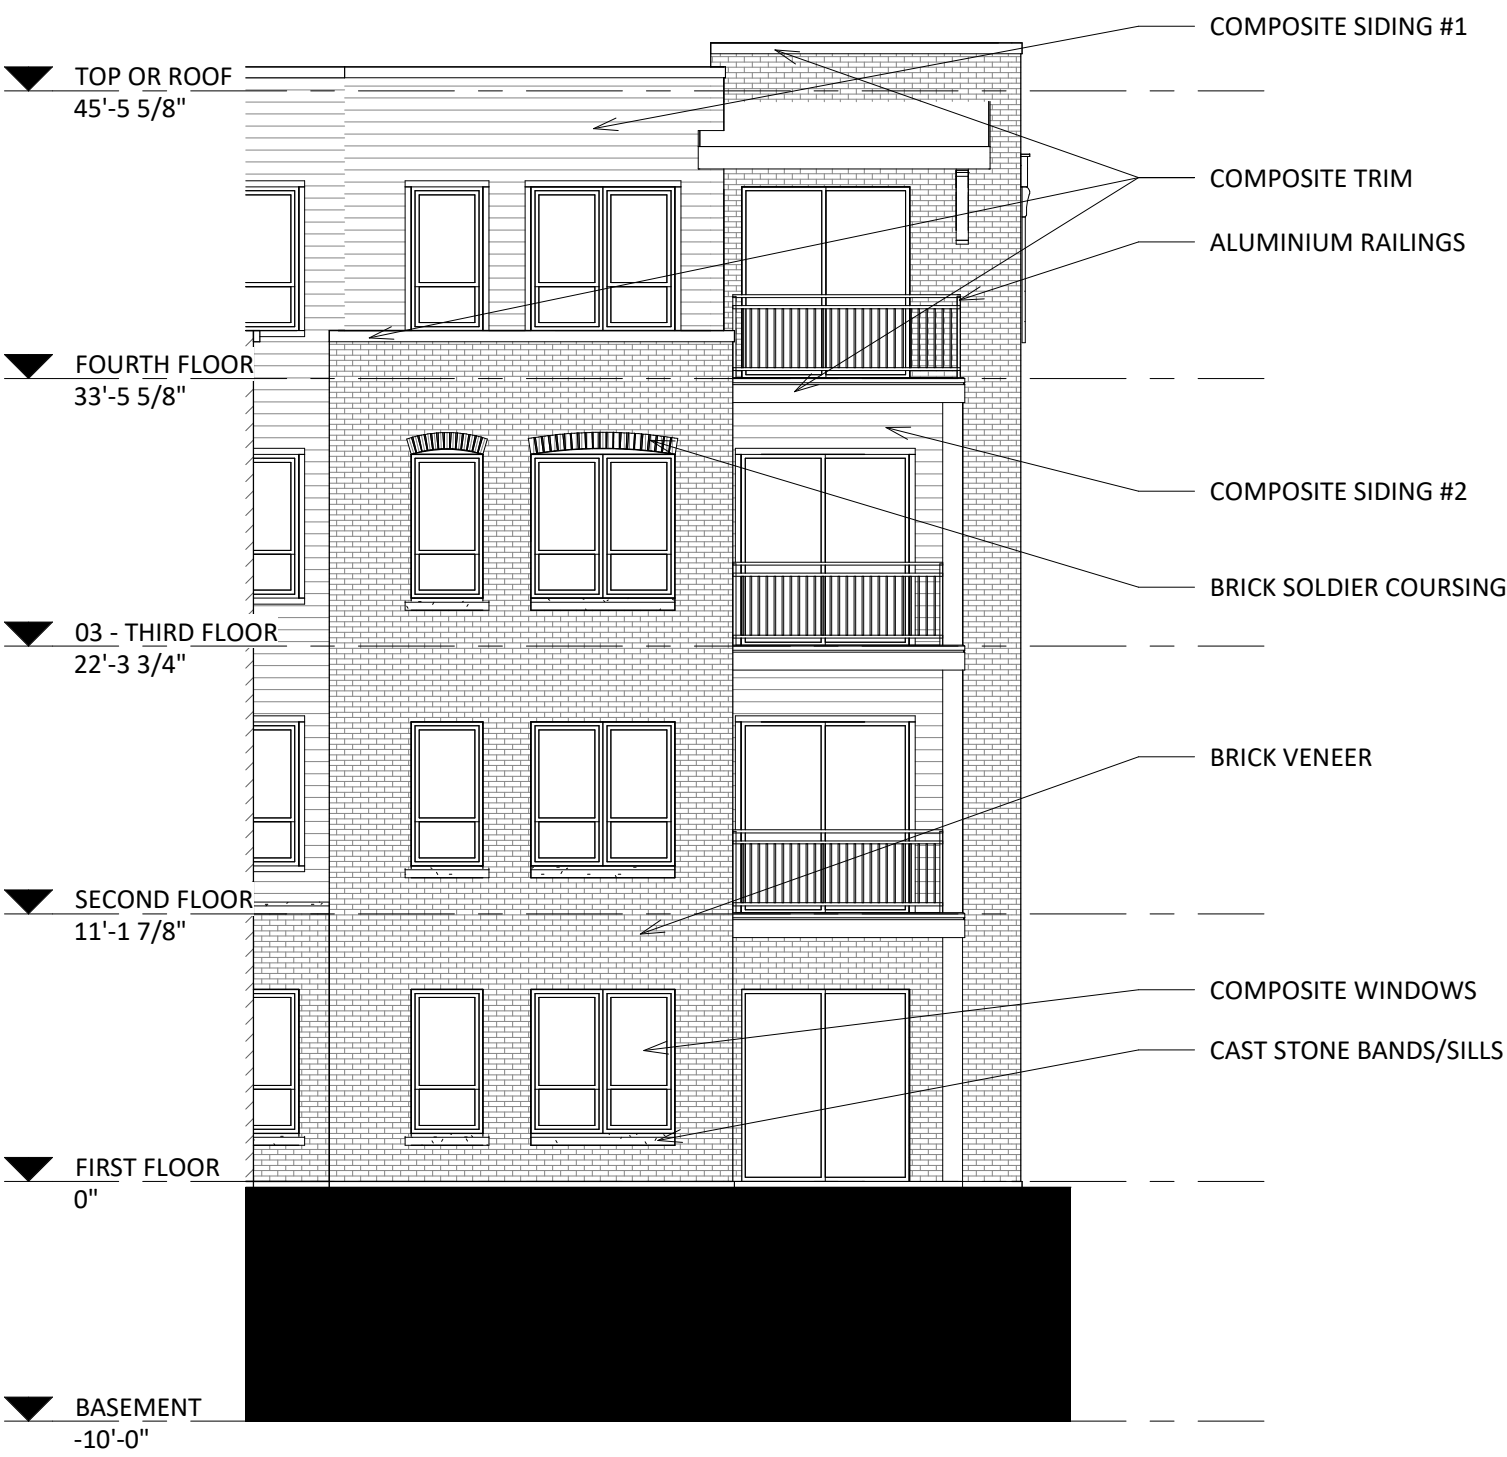 COMPOSITE SIDING #1
TOP OR ROOF
45'-5 5/8"
COMPOSITE TRIM
ALUMINIUM RAILINGS
FOURTH FLOOR
33'-5 5/8"
COMPOSITE SIDING #2
BRICK SOLDIER COURSING
03 - THIRD FLOOR
22'-3 3/4"
BRICK VENEER
SECOND FLOOR
11'-1 7/8"
COMPOSITE WINDOWS
CAST STONE BANDS/SILLS
FIRST FLOOR
0"
BASEMENT
-10'-0"